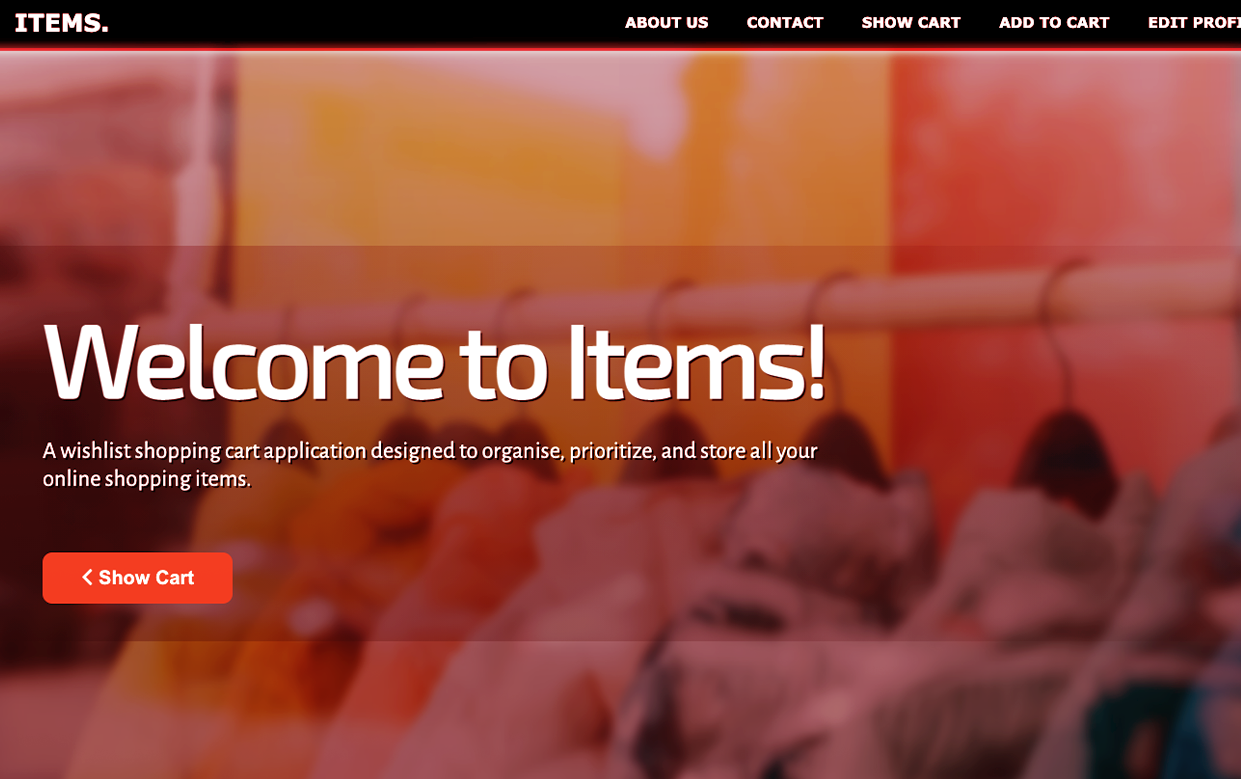 ITEMS.
ABOUT US CONTACT SHOW CART ADD TO CART EDIT PROFI
Welcome to Items!
A wishlist shopping cart application designed to organise, prioritize, and store all your
online shopping items.
Show Cart